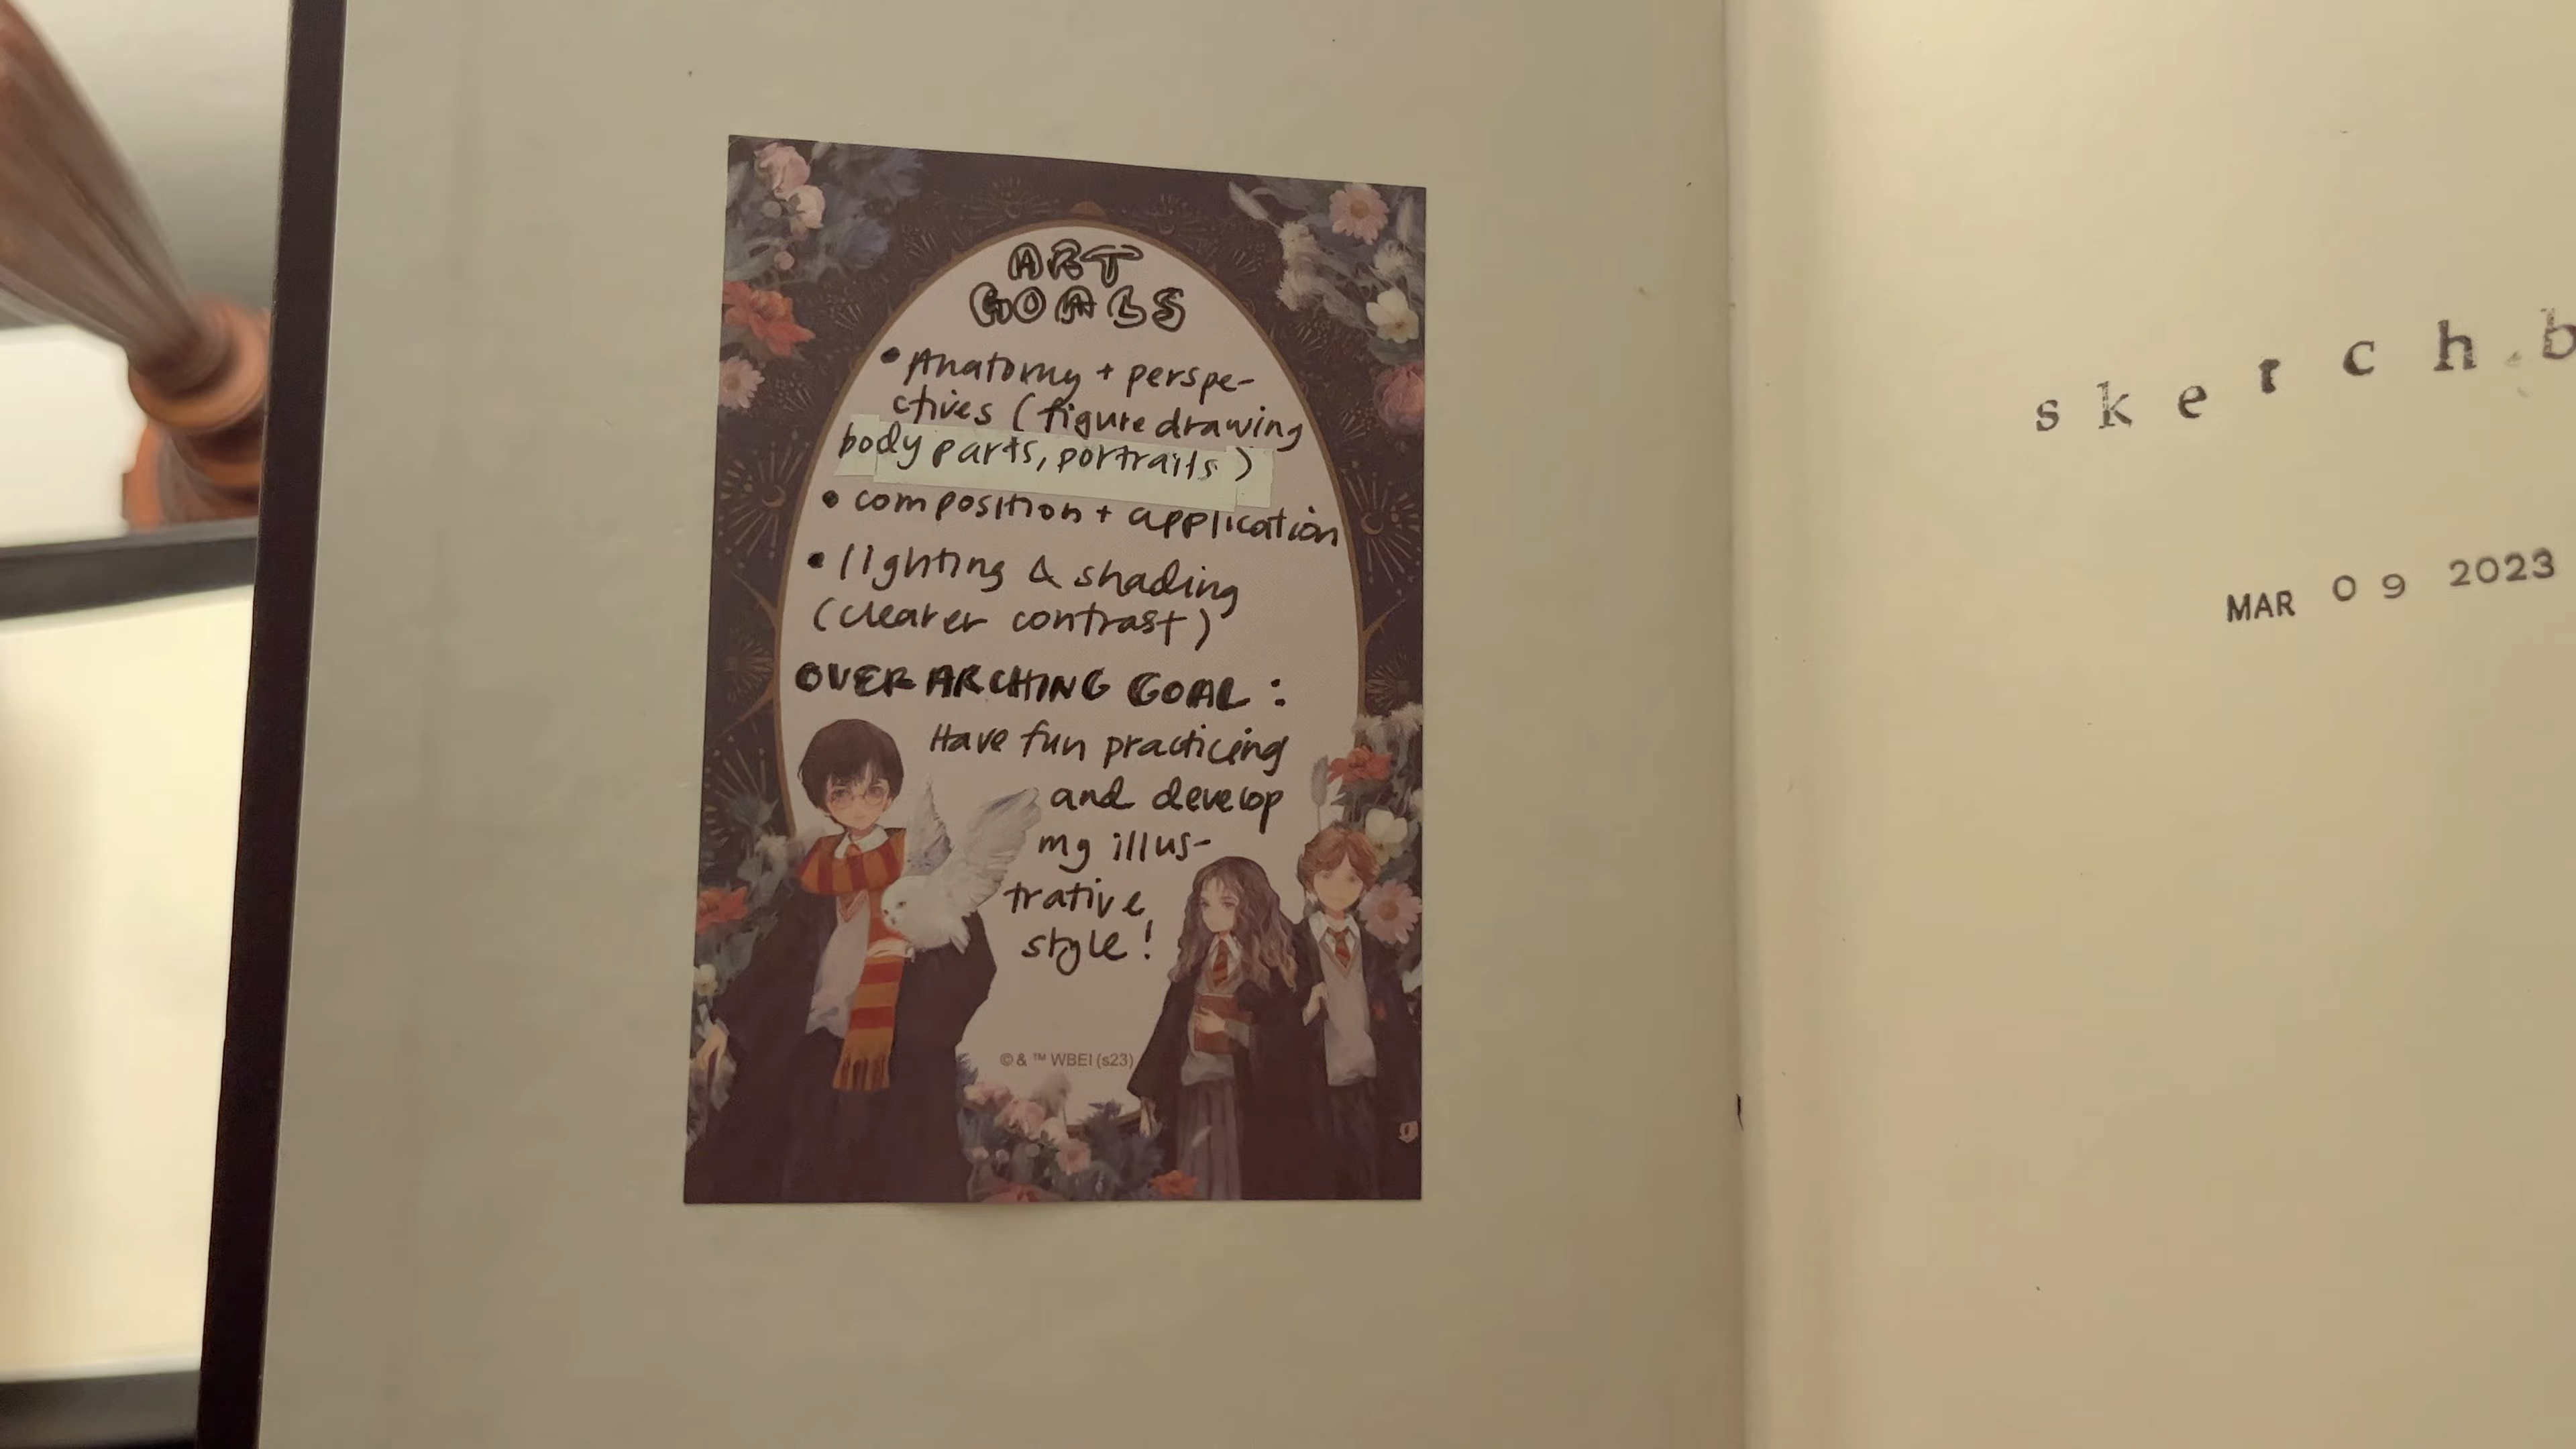 ART
GOALS
• Anatomy + perspe-
ctives (figure drawing
body parts, portraits)
• composition + application
• lighting & shading
(clearer contrast)
OVERARCHING GOAL:
Have fun practicing
and develop
my illus-
trative
style!
© & ™ WBEI (s23)
sketchb
MAR 09 2023